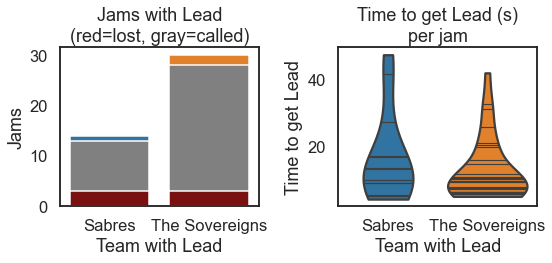 Jams with Lead
(red=lost, gray=called)
Jams
30
20
10
0
Sabres
The Sovereigns
Team with Lead
Time to get Lead (s)
per jam
Time to get Lead
40
20
Sabres
The Sovereigns
Team with Lead